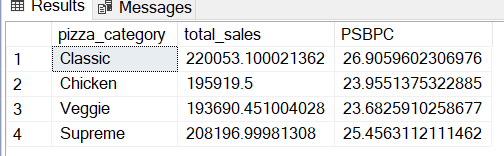 Results Messages
pizza_category total_sales PSBPC
1 Classic 220053.100021362 26.9059602306976
2 Chicken 195919.5 23.9551375322885
3 Veggie 193690.451004028 23.6825910258677
4 Supreme 208196.99981308 25.4563112111462